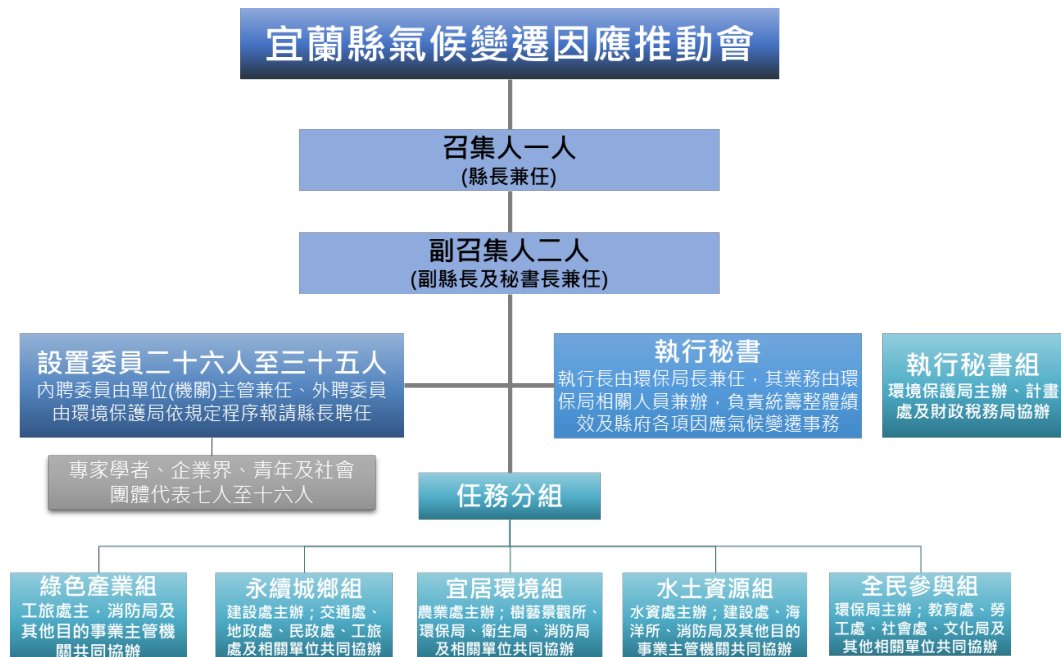 宜蘭縣氣候變遷因應推動會
召集人一人
(縣長兼任)
副召集人二人
(副縣長及秘書長兼任)
設置委員二十六人至三十五人
內聘委員由單位(機關)主管兼任、外聘委員
由環境保護局依規定程序報請縣長聘任
專家學者、企業界、青年及社會
團體代表七人至十六人
執行秘書
執行長由環保局長兼任，其業務由環
保局相關人員兼辦，負責統籌整體績
效及縣府各項因應氣候變遷事務
執行秘書組
環境保護局主辦、計畫
處及財政稅務局協辦
任務分組
綠色產業組
工旅處主，消防局及
其他目的事業主管機
關共同協辦
永續城鄉組
建設處主辦；交通處、
地政處、民政處、工旅
處及相關單位共同協辦
宜居環境組
農業處主辦；樹藝景觀所、
環保局、衛生局、消防局
及相關單位共同協辦
水土資源組
水資處主辦；建設處、海
洋所、消防局及其他目的
事業主管機關共同協辦
全民參與組
環保局主辦；教育處、勞
工處、社會處、文化局及
其他相關單位共同協辦